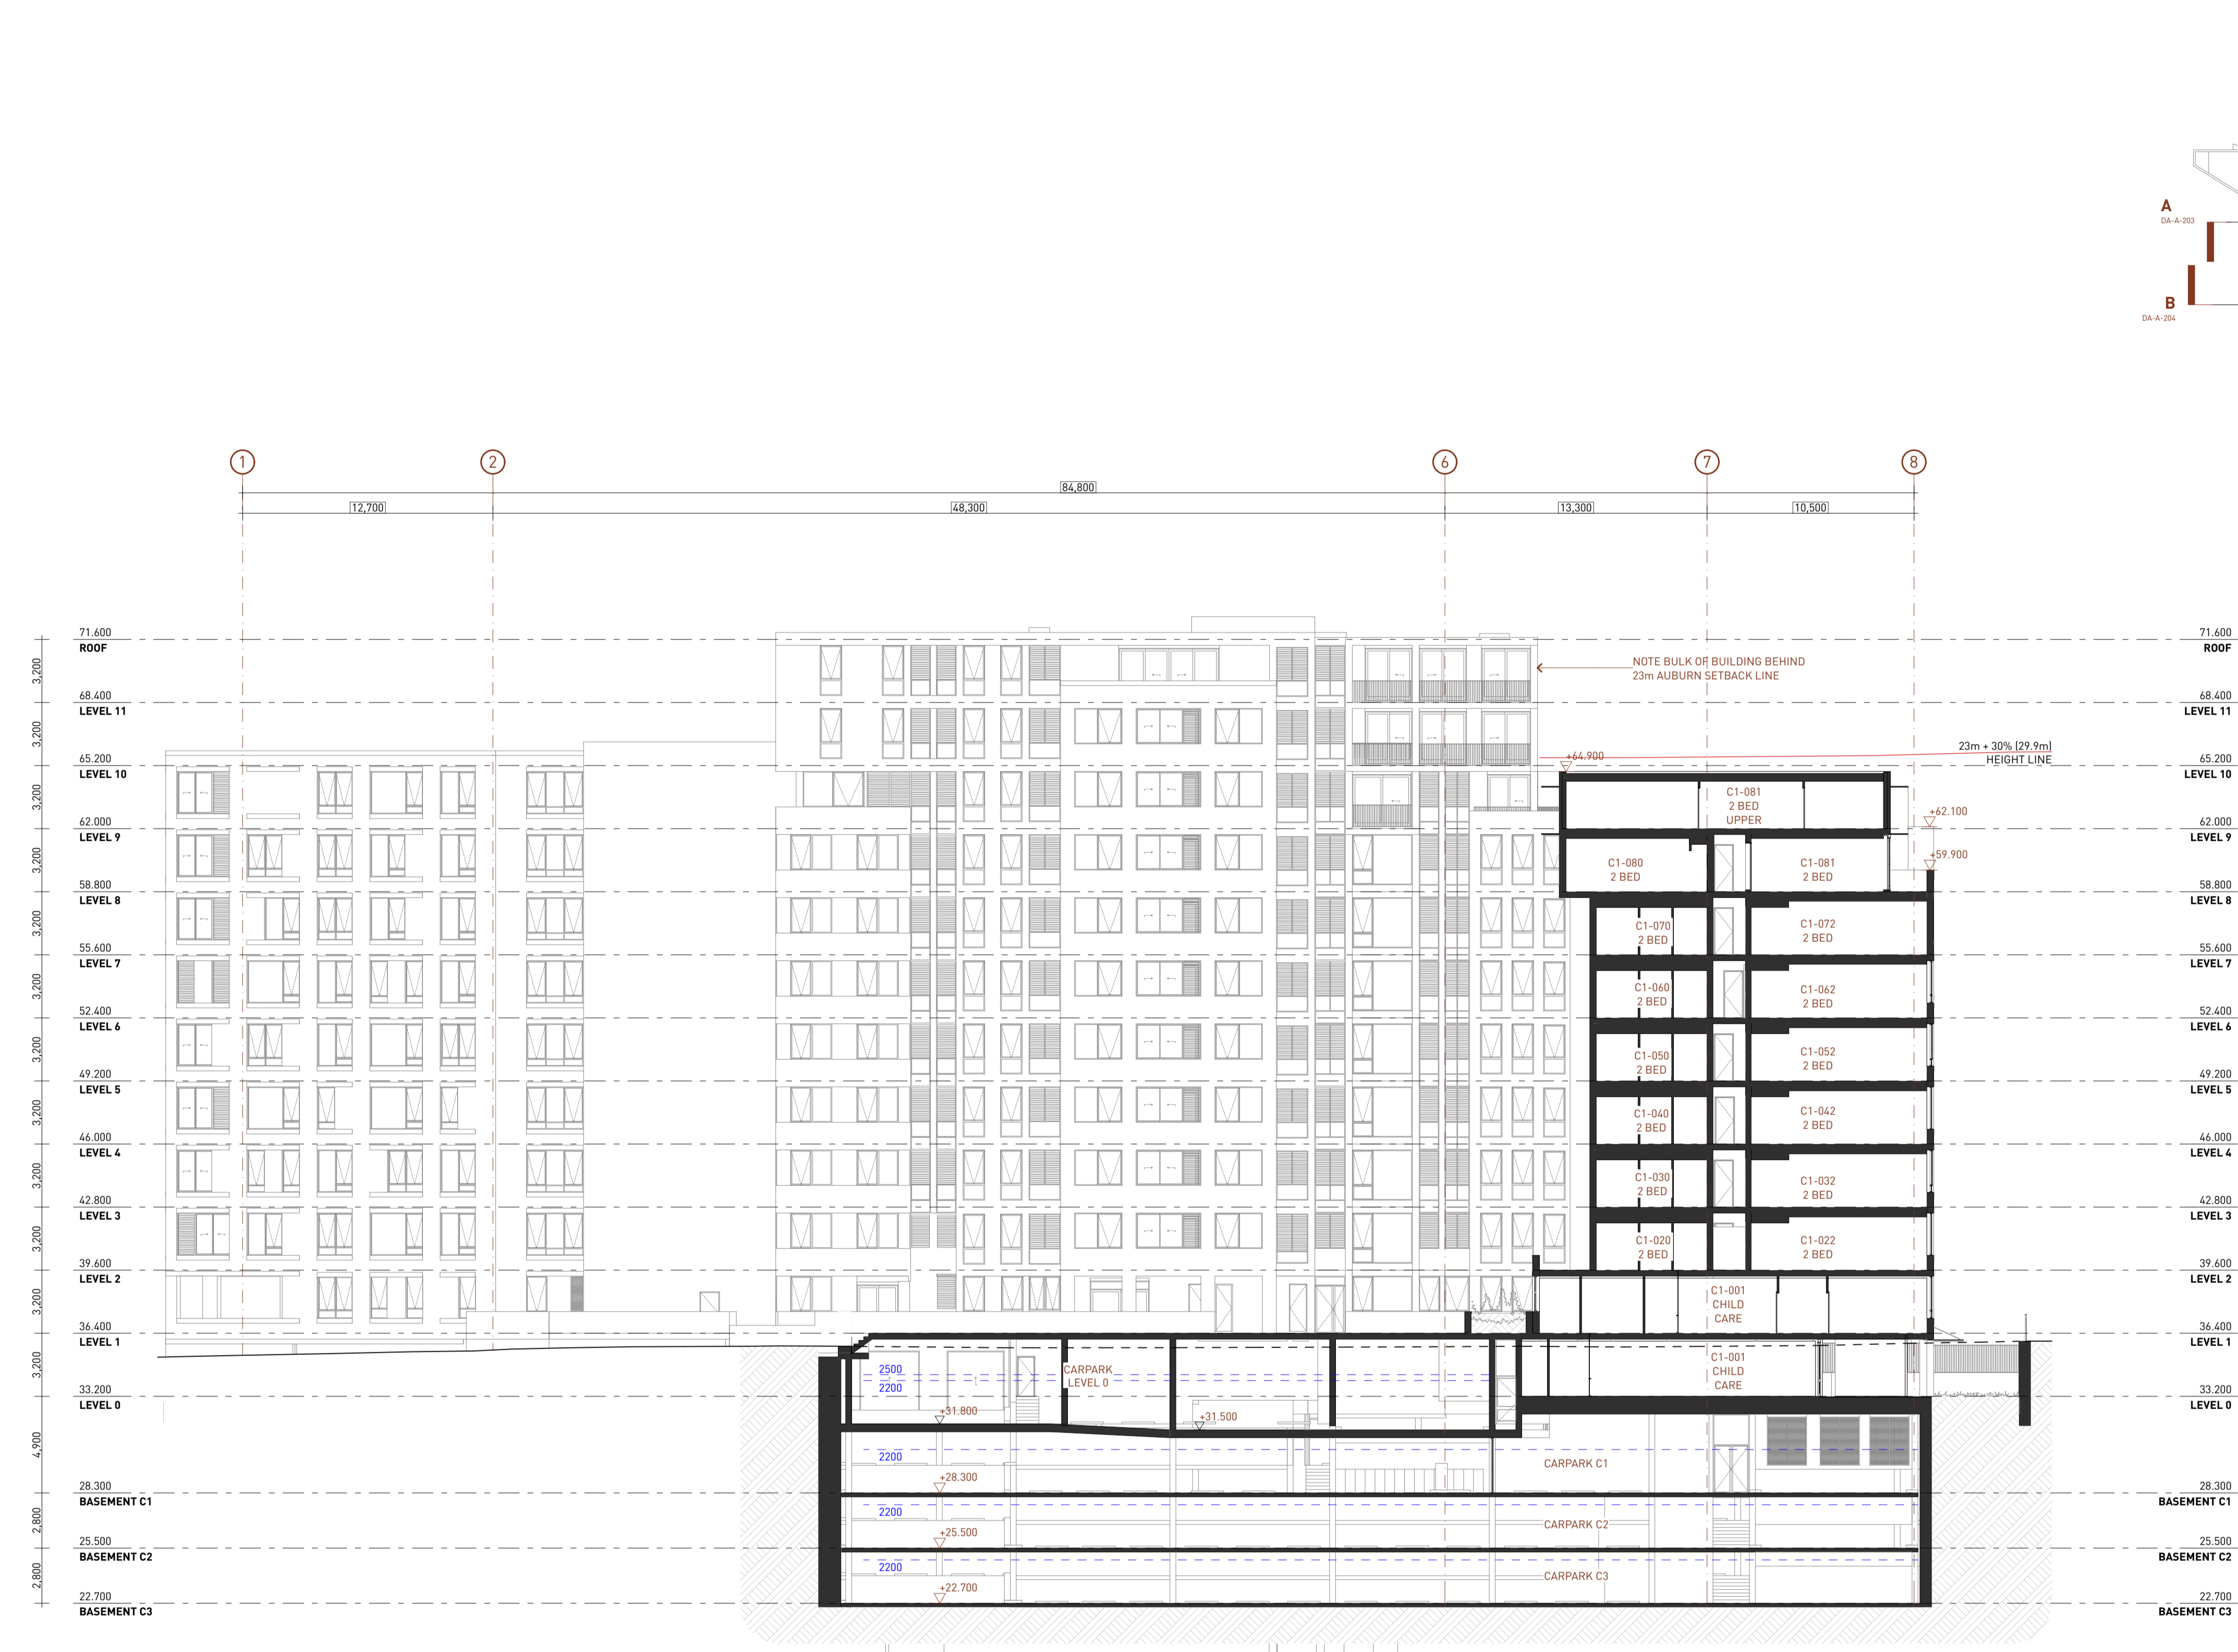 A
DA-A-203
B
DA-A-204
1
2
6
7
8
84,800
12,700
48,300
13,300
10,500
71.600
ROOF
71.600
ROOF
3,200
NOTE BULK OF BUILDING BEHIND
23m AUBURN SETBACK LINE
68.400
LEVEL 11
68.400
LEVEL 11
3,200
23m + 30% (29.9m)
HEIGHT LINE
+64.900
65.200
LEVEL 10
65.200
LEVEL 10
3,200
C1-081
2 BED
UPPER
+62.100
62.000
LEVEL 9
62.000
LEVEL 9
3,200
+59.900
C1-080
2 BED
C1-081
2 BED
58.800
LEVEL 8
58.800
LEVEL 8
3,200
C1-070
2 BED
C1-072
2 BED
55.600
LEVEL 7
55.600
LEVEL 7
3,200
C1-060
2 BED
C1-062
2 BED
52.400
LEVEL 6
52.400
LEVEL 6
3,200
C1-050
2 BED
C1-052
2 BED
49.200
LEVEL 5
49.200
LEVEL 5
3,200
C1-040
2 BED
C1-042
2 BED
46.000
LEVEL 4
46.000
LEVEL 4
3,200
C1-030
2 BED
C1-032
2 BED
42.800
LEVEL 3
42.800
LEVEL 3
3,200
C1-020
2 BED
C1-022
2 BED
39.600
LEVEL 2
39.600
LEVEL 2
3,200
C1-001
CHILD
CARE
36.400
LEVEL 1
36.400
LEVEL 1
3,200
2500
2200
CARPARK
LEVEL 0
C1-001
CHILD
CARE
33.200
LEVEL 0
33.200
LEVEL 0
+31.800
+31.500
4,900
2200
CARPARK C1
+28.300
28.300
BASEMENT C1
28.300
BASEMENT C1
2,800
2200
CARPARK C2
+25.500
25.500
BASEMENT C2
25.500
BASEMENT C2
2,800
2200
CARPARK C3
+22.700
22.700
BASEMENT C3
22.700
BASEMENT C3